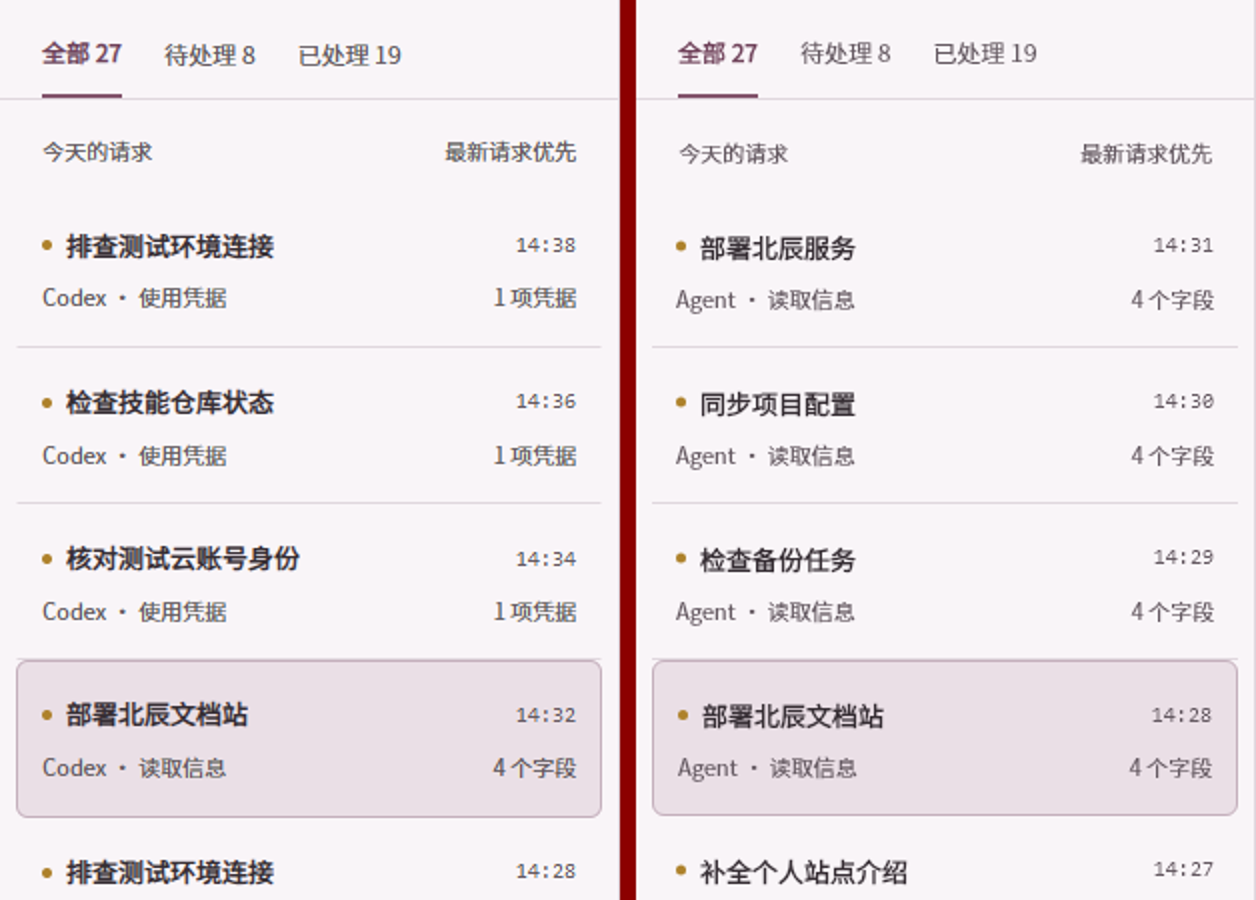 全部 27 待处理 8 已处理 19
今天的请求 最新请求优先
排查测试环境连接 14:38
Codex · 使用凭据 1 项凭据
检查技能仓库状态 14:36
Codex · 使用凭据 1 项凭据
核对测试云账号身份 14:34
Codex · 使用凭据 1 项凭据
部署北辰文档站 14:32
Codex · 读取信息 4 个字段
排查测试环境连接 14:28
全部 27 待处理 8 已处理 19
今天的请求 最新请求优先
部署北辰服务 14:31
Agent · 读取信息 4 个字段
同步项目配置 14:30
Agent · 读取信息 4 个字段
检查备份任务 14:29
Agent · 读取信息 4 个字段
部署北辰文档站 14:28
Agent · 读取信息 4 个字段
补全个人站点介绍 14:27